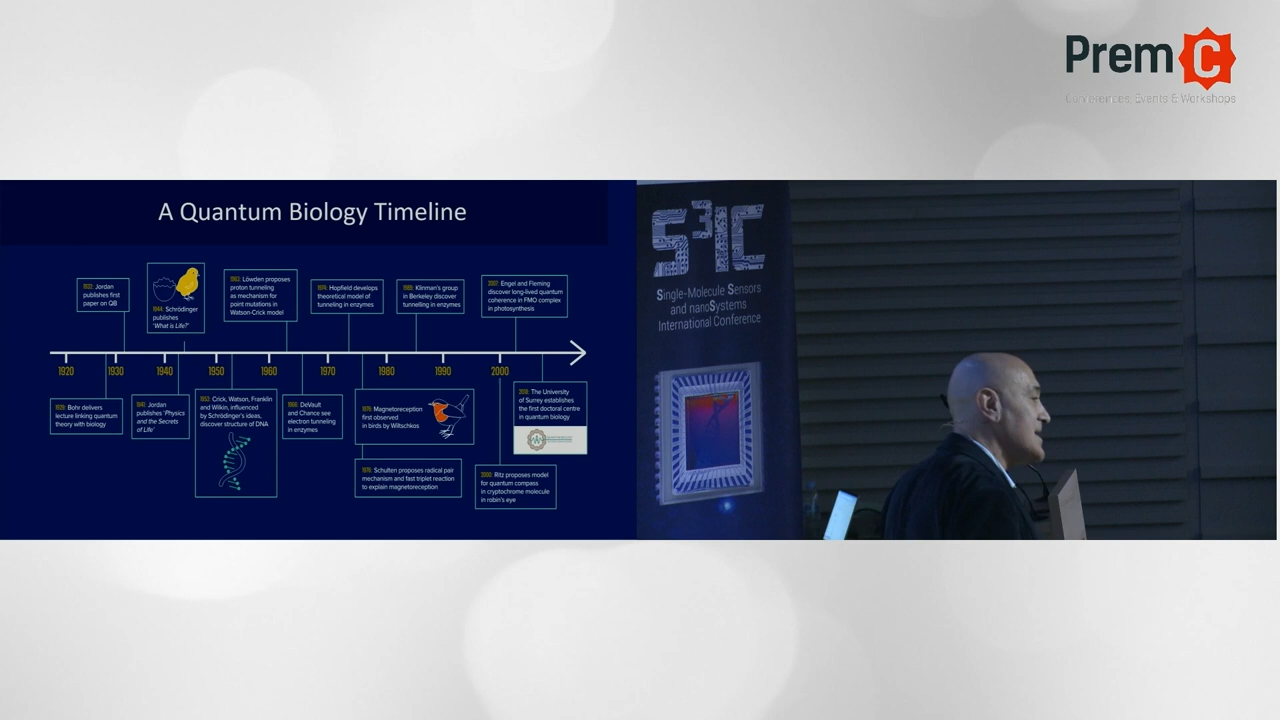 Prem C
Conferences, Events & Workshops
A Quantum Biology Timeline
1932: Jordan
publishes first
paper on QB
1944: Schrödinger
publishes
"What is Life?"
1963: Löwden proposes
proton tunneling
as mechanism for
point mutations in
Watson-Crick model
1974: Hopfield develops
theoretical model of
tunneling in enzymes
1989: Klinman's group
in Berkeley discover
tunnelling in enzymes
2007: Engel and Fleming
discover long-lived quantum
coherence in FMO complex
in photosynthesis
1920
1930
1940
1950
1960
1970
1980
1990
2000
1929: Bohr delivers
lecture linking quantum
theory with biology
1941: Jordan
publishes "Physics
and the Secrets
of Life"
1953: Crick, Watson, Franklin
and Wilkin, influenced
by Schrödinger's ideas,
discover structure of DNA
1966: DeVault
and Chance see
electron tunneling
in enzymes
1976: Magnetoreception
first observed
in birds by Wiltschkos
2018: The University
of Surrey establishes
the first doctoral centre
in quantum biology
Schulten proposes radical pair
mechanism and fast triplet reaction
to explain magnetoreception
2000: Ritz proposes model
for quantum compass
in cryptochrome molecule
in robin's eye
S3IC
Single-Molecule Sensors
and nanoSystems
International Conference